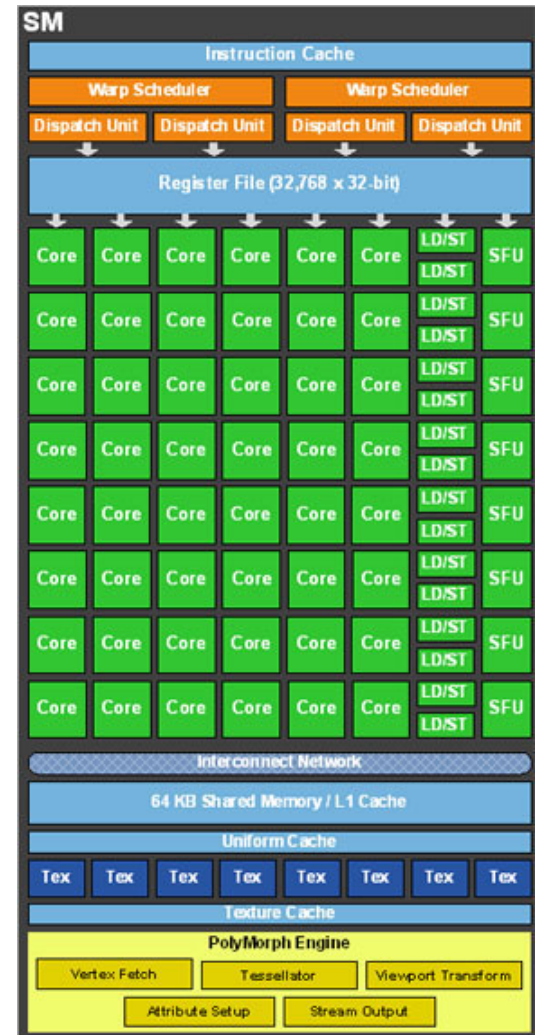 SM
Instruction Cache
Warp Scheduler Warp Scheduler
Dispatch Unit Dispatch Unit Dispatch Unit Dispatch Unit
Register File (32,768 x 32-bit)
Core Core Core Core Core Core LD/ST LD/ST SFU
Core Core Core Core Core Core LD/ST LD/ST SFU
Core Core Core Core Core Core LD/ST LD/ST SFU
Core Core Core Core Core Core LD/ST LD/ST SFU
Core Core Core Core Core Core LD/ST LD/ST SFU
Core Core Core Core Core Core LD/ST LD/ST SFU
Core Core Core Core Core Core LD/ST LD/ST SFU
Core Core Core Core Core Core LD/ST LD/ST SFU
Interconnect Network
64 KB Shared Memory / L1 Cache
Uniform Cache
Tex Tex Tex Tex Tex Tex Tex Tex
Texture Cache
PolyMorph Engine
Vertex Fetch Tessellator Viewport Transform
Attribute Setup Stream Output